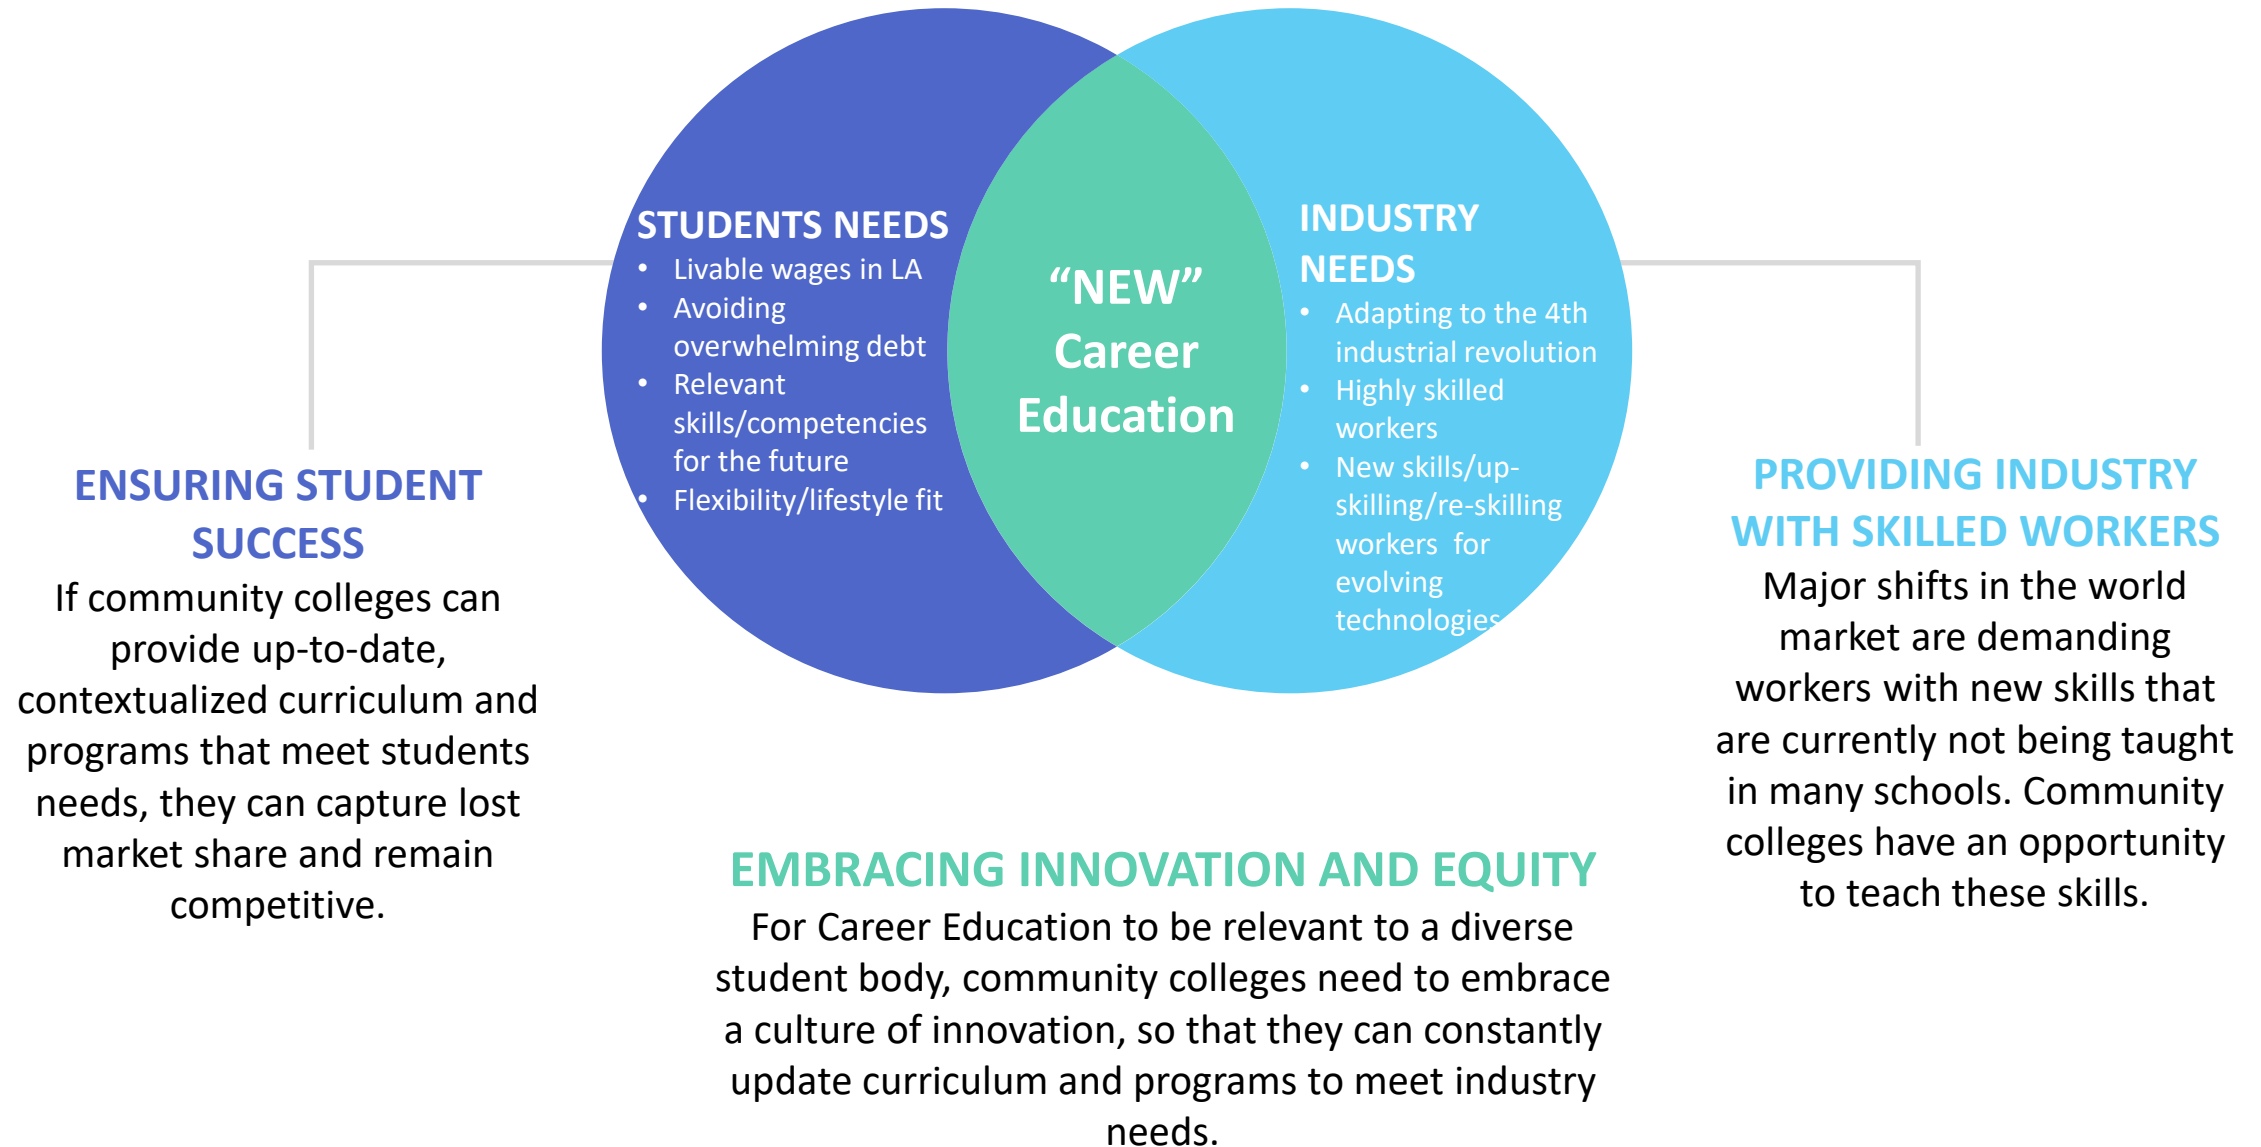 STUDENTS NEEDS
• Livable wages in LA
• Avoiding
overwhelming debt
• Relevant
skills/competencies
for the future
• Flexibility/lifestyle fit
“NEW”
Career
Education
INDUSTRY
NEEDS
• Adapting to the 4th
industrial revolution
• Highly skilled
workers
• New skills/up-
skilling/re-skilling
workers for
evolving
technologies
ENSURING STUDENT
SUCCESS
If community colleges can
provide up-to-date,
contextualized curriculum and
programs that meet students
needs, they can capture lost
market share and remain
competitive.
EMBRACING INNOVATION AND EQUITY
For Career Education to be relevant to a diverse
student body, community colleges need to embrace
a culture of innovation, so that they can constantly
update curriculum and programs to meet industry
needs.
PROVIDING INDUSTRY
WITH SKILLED WORKERS
Major shifts in the world
market are demanding
workers with new skills that
are currently not being taught
in many schools. Community
colleges have an opportunity
to teach these skills.